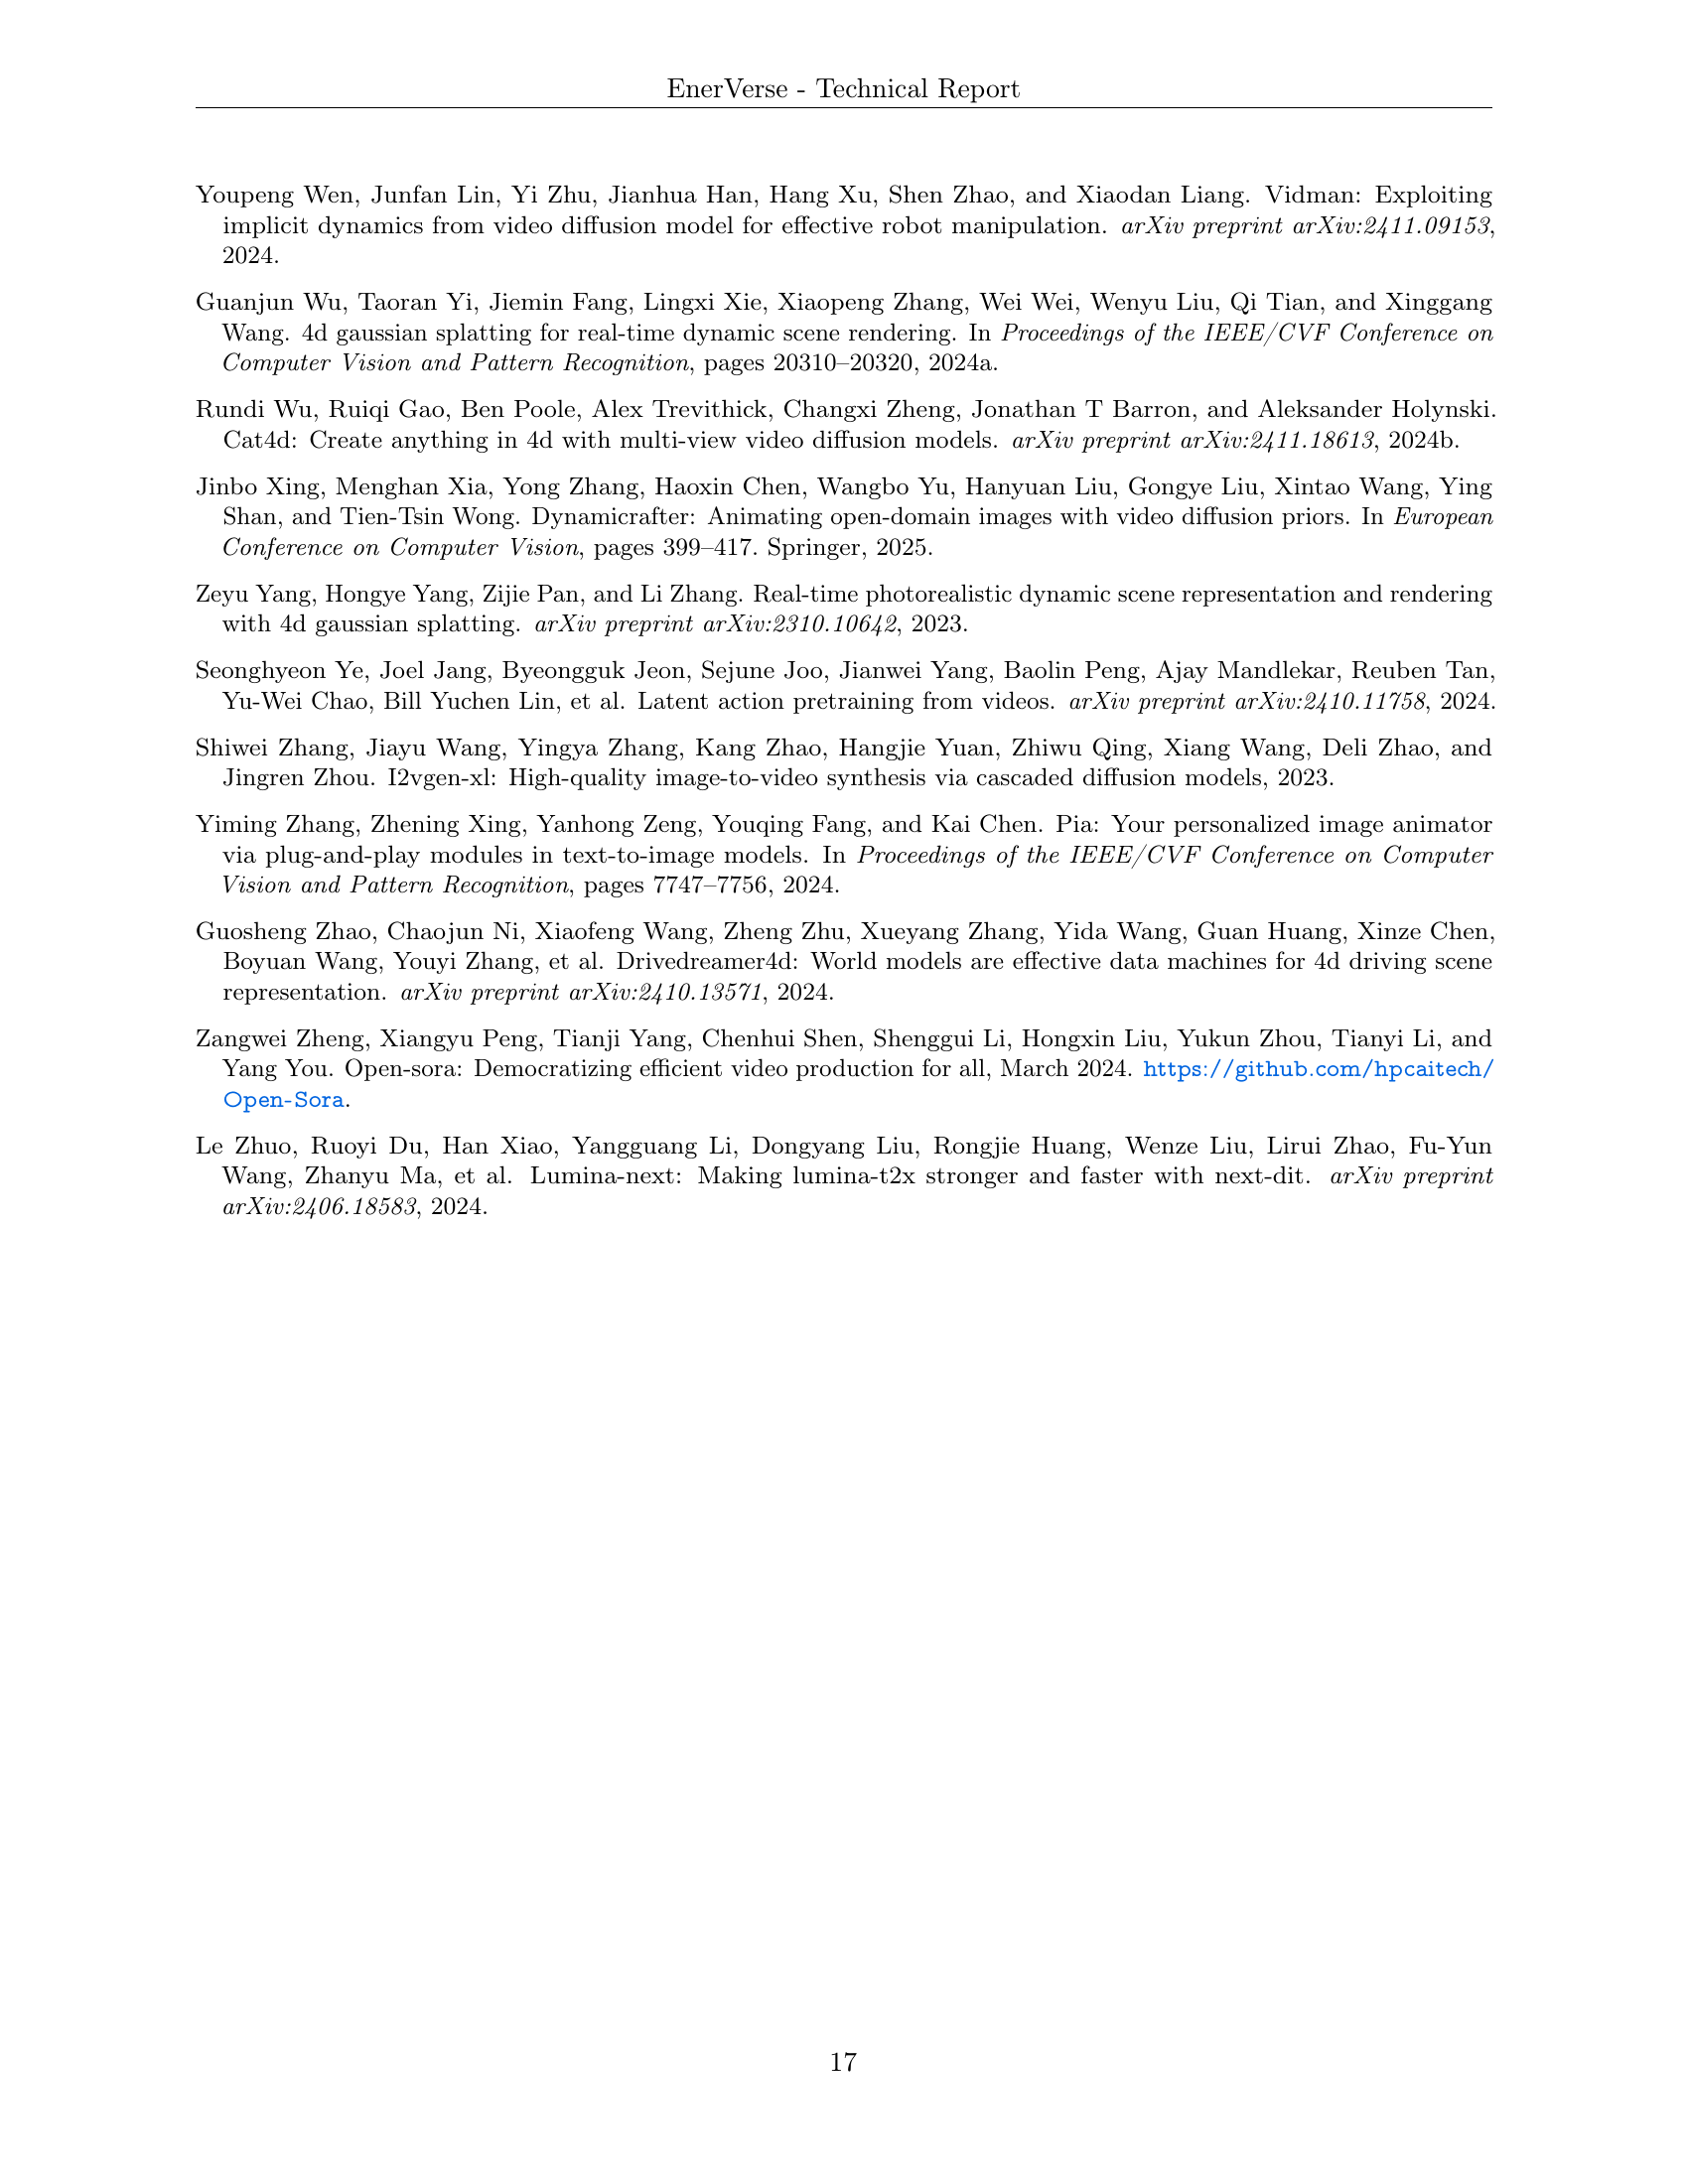 EnerVerse - Technical Report
Youpeng Wen, Junfan Lin, Yi Zhu, Jianhua Han, Hang Xu, Shen Zhao, and Xiaodan Liang. Vidman: Exploiting
implicit dynamics from video diffusion model for effective robot manipulation. arXiv preprint arXiv:2411.09153,
2024.
Guanjun Wu, Taoran Yi, Jiemin Fang, Lingxi Xie, Xiaopeng Zhang, Wei Wei, Wenyu Liu, Qi Tian, and Xinggang
Wang. 4d gaussian splatting for real-time dynamic scene rendering. In Proceedings of the IEEE/CVF Conference on
Computer Vision and Pattern Recognition, pages 20310–20320, 2024a.
Rundi Wu, Ruiqi Gao, Ben Poole, Alex Trevithick, Changxi Zheng, Jonathan T Barron, and Aleksander Holynski.
Cat4d: Create anything in 4d with multi-view video diffusion models. arXiv preprint arXiv:2411.18613, 2024b.
Jinbo Xing, Menghan Xia, Yong Zhang, Haoxin Chen, Wangbo Yu, Hanyuan Liu, Gongye Liu, Xintao Wang, Ying
Shan, and Tien-Tsin Wong. Dynamicrafter: Animating open-domain images with video diffusion priors. In European
Conference on Computer Vision, pages 399–417. Springer, 2025.
Zeyu Yang, Hongye Yang, Zijie Pan, and Li Zhang. Real-time photorealistic dynamic scene representation and rendering
with 4d gaussian splatting. arXiv preprint arXiv:2310.10642, 2023.
Seonghyeon Ye, Joel Jang, Byeongguk Jeon, Sejune Joo, Jianwei Yang, Baolin Peng, Ajay Mandlekar, Reuben Tan,
Yu-Wei Chao, Bill Yuchen Lin, et al. Latent action pretraining from videos. arXiv preprint arXiv:2410.11758, 2024.
Shiwei Zhang, Jiayu Wang, Yingya Zhang, Kang Zhao, Hangjie Yuan, Zhiwu Qing, Xiang Wang, Deli Zhao, and
Jingren Zhou. I2vgen-xl: High-quality image-to-video synthesis via cascaded diffusion models, 2023.
Yiming Zhang, Zhening Xing, Yanhong Zeng, Youqing Fang, and Kai Chen. Pia: Your personalized image animator
via plug-and-play modules in text-to-image models. In Proceedings of the IEEE/CVF Conference on Computer
Vision and Pattern Recognition, pages 7747–7756, 2024.
Guosheng Zhao, Chaojun Ni, Xiaofeng Wang, Zheng Zhu, Xueyang Zhang, Yida Wang, Guan Huang, Xinze Chen,
Boyuan Wang, Youyi Zhang, et al. Drivedreamer4d: World models are effective data machines for 4d driving scene
representation. arXiv preprint arXiv:2410.13571, 2024.
Zangwei Zheng, Xiangyu Peng, Tianji Yang, Chenhui Shen, Shenggui Li, Hongxin Liu, Yukun Zhou, Tianyi Li, and
Yang You. Open-sora: Democratizing efficient video production for all, March 2024. https://github.com/hpcaitech/
Open-Sora.
Le Zhuo, Ruoyi Du, Han Xiao, Yangguang Li, Dongyang Liu, Rongjie Huang, Wenze Liu, Lirui Zhao, Fu-Yun
Wang, Zhanyu Ma, et al. Lumina-next: Making lumina-t2x stronger and faster with next-dit. arXiv preprint
arXiv:2406.18583, 2024.
17